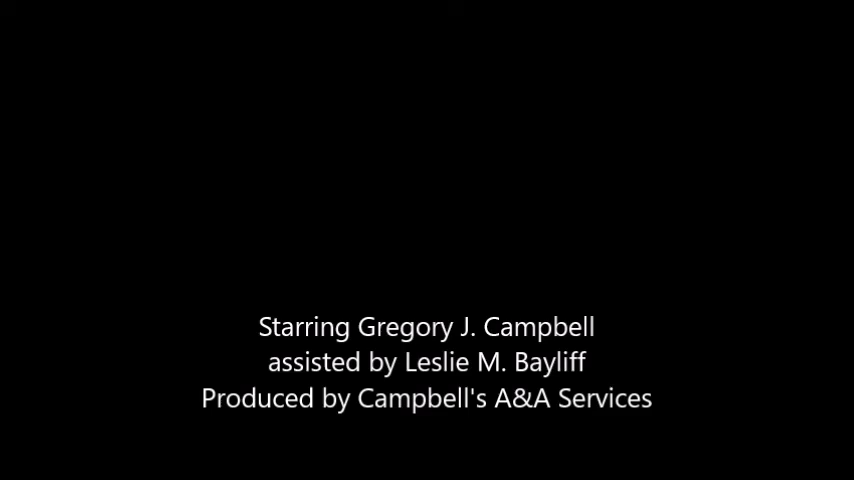 Starring Gregory J. Campbell
assisted by Leslie M. Bayliff
Produced by Campbell's A&A Services